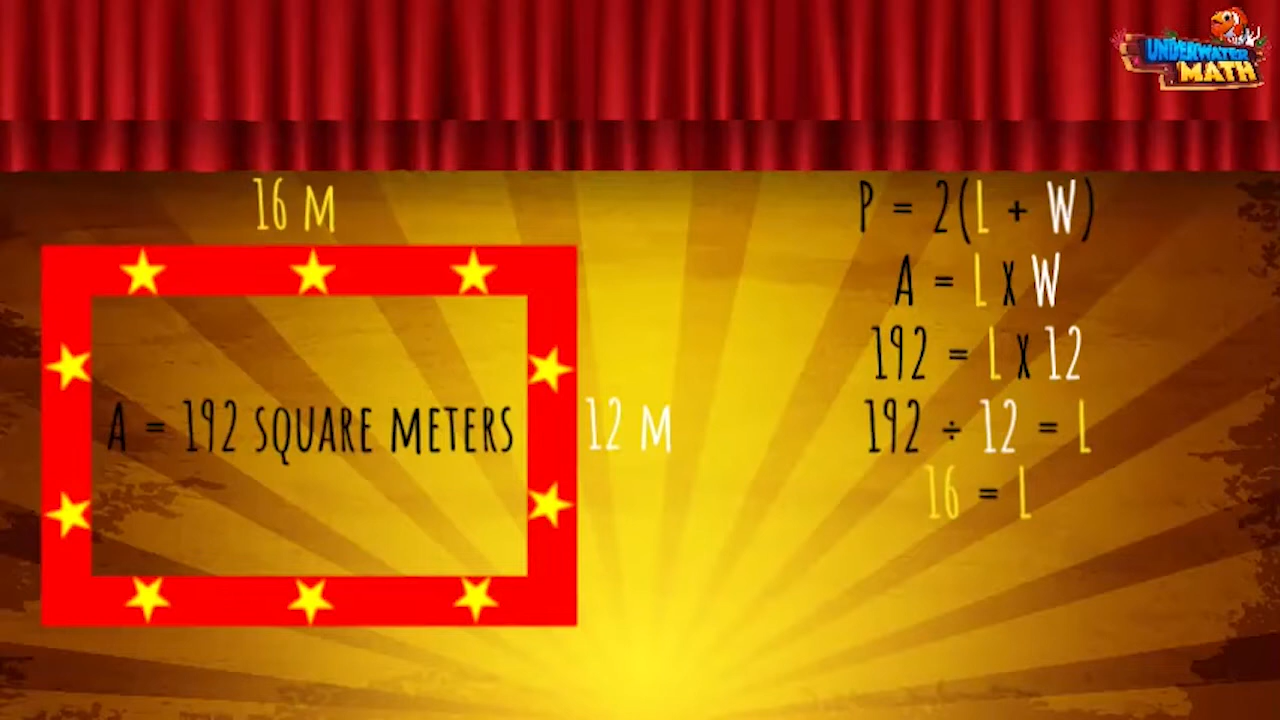 UNDERWATER
MATH
16 M
A = 192 SQUARE METERS
12 M
P = 2(L + W)
A = L X W
192 = L X 12
192 ÷ 12 = L
16 = L